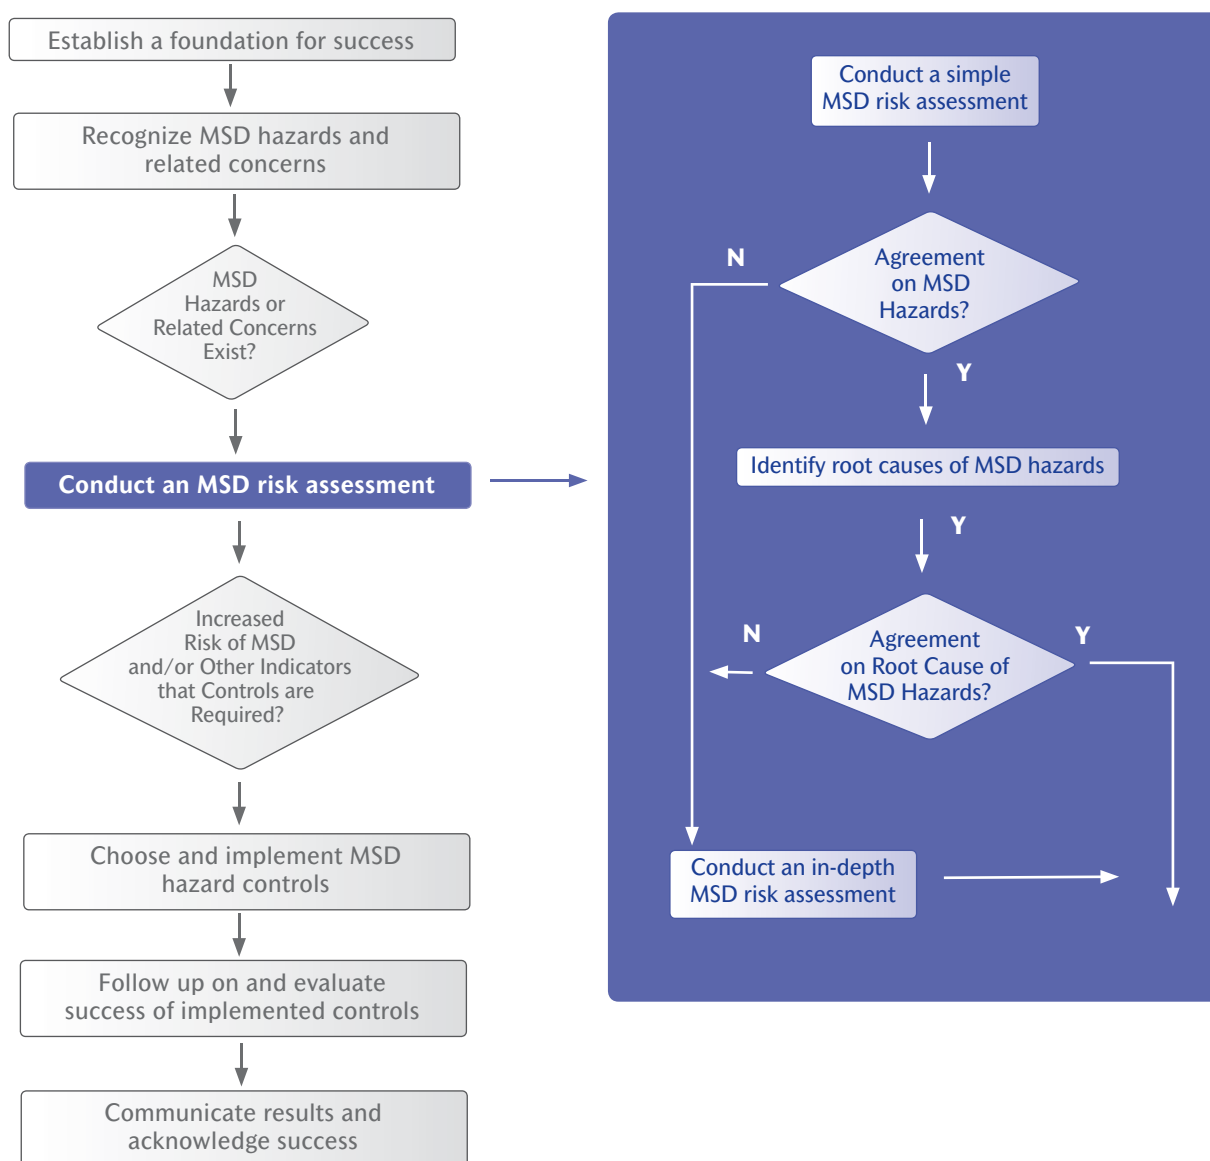 Establish a foundation for success
Recognize MSD hazards and
related concerns
MSD
Hazards or
Related Concerns
Exist?
Conduct an MSD risk assessment
Increased
Risk of MSD
and/or Other Indicators
that Controls are
Required?
Choose and implement MSD
hazard controls
Follow up on and evaluate
success of implemented controls
Communicate results and
acknowledge success
Conduct a simple
MSD risk assessment
N
Agreement
on MSD
Hazards?
Y
Identify root causes of MSD hazards
Y
N
Agreement
on Root Cause of
MSD Hazards?
Y
Conduct an in-depth
MSD risk assessment